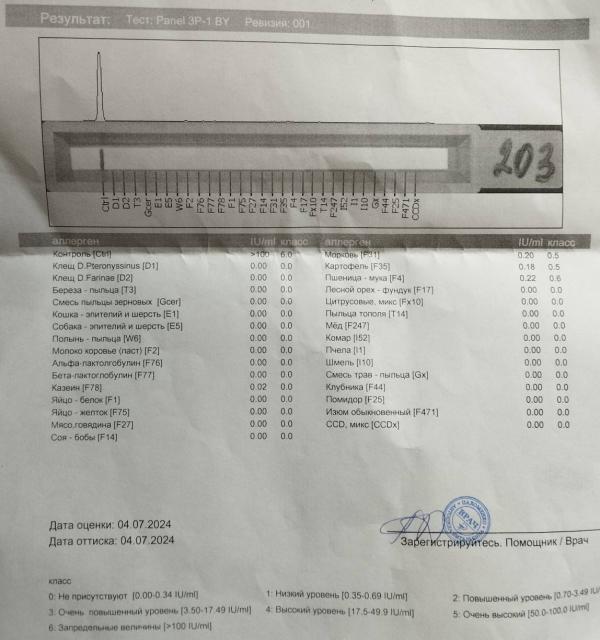 Результат: Тест: Panel 3P-1 BY Ревизия: 001
203
Ctrl D1 D2 T3 Gcer E1 E5 W6 F2 F76 F77 F78 F1 F75 F27 F14 F31 F35 F4 F17 Fx10 T14 F247 I52 I1 I10 Gx F44 F25 F471 CCDx
аллерген IU/ml класс аллерген IU/ml класс
Контроль [Ctrl] >100 6.0 Морковь [F31] 0.20 0.5
Клещ D.Pteronyssinus [D1] 0.00 0.0 Картофель [F35] 0.18 0.5
Клещ D.Farinae [D2] 0.00 0.0 Пшеница - мука [F4] 0.22 0.6
Береза - пыльца [T3] 0.00 0.0 Лесной орех - фундук [F17] 0.00 0.0
Смесь пыльцы зерновых [Gcer] 0.00 0.0 Цитрусовые, микс [Fx10] 0.00 0.0
Кошка - эпителий и шерсть [E1] 0.00 0.0 Пыльца тополя [T14] 0.00 0.0
Собака - эпителий и шерсть [E5] 0.00 0.0 Мёд [F247] 0.00 0.0
Полынь - пыльца [W6] 0.00 0.0 Комар [I52] 0.00 0.0
Молоко коровье (паст) [F2] 0.00 0.0 Пчела [I1] 0.00 0.0
Альфа-лактолгобулин [F76] 0.00 0.0 Шмель [I10] 0.00 0.0
Бета-лактоглобулин [F77] 0.00 0.0 Смесь трав - пыльца [Gx] 0.00 0.0
Казеин [F78] 0.02 0.0 Клубника [F44] 0.00 0.0
Яйцо - белок [F1] 0.00 0.0 Помидор [F25] 0.00 0.0
Яйцо - желток [F75] 0.00 0.0 Изюм обыкновенный [F471] 0.00 0.0
Мясо,говядина [F27] 0.00 0.0 CCD, микс [CCDx] 0.00 0.0
Соя - бобы [F14] 0.00 0.0
Дата оценки: 04.07.2024
ВРАЧ
Дата оттиска: 04.07.2024 Зарегистрируйтесь. Помощник / Врач
класс
0: Не присутствют [0.00-0.34 IU/ml] 1: Низкий уровень [0.35-0.69 IU/ml] 2: Повышенный уровень [0.70-3.49 IU/ml]
3: Очень повышенный уровень [3.50-17.49 IU/ml] 4: Высокий уровень [17.5-49.9 IU/ml] 5: Очень высокий [50.0-100.0 IU/ml]
6: Запредельные величины [>100 IU/ml]